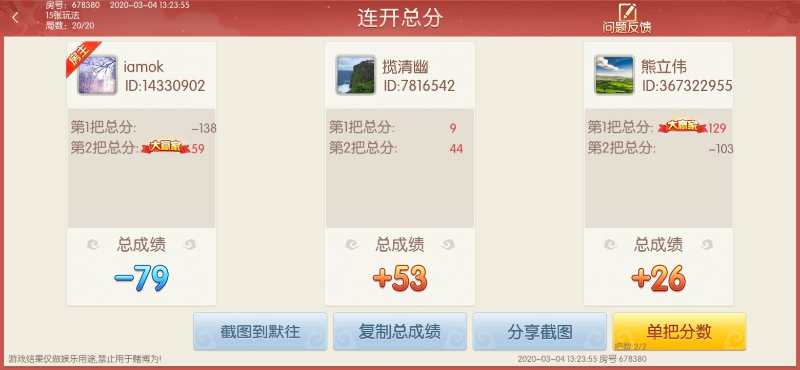 房号：678380 2020-03-04 13:23:55
15张玩法
局数：20/20
连开总分
问题反馈
房主
iamok
ID:14330902
第1把总分: -138
第2把总分: 大赢家 59
总成绩
-79
揽清幽
ID:7816542
第1把总分: 9
第2把总分: 44
总成绩
+53
熊立伟
ID:367322955
第1把总分: 大赢家 129
第2把总分: -103
总成绩
+26
截图到默往
复制总成绩
分享截图
单把分数
把数:2/2
游戏结果仅做娱乐用途,禁止用于赌博为!
2020-03-04 13:23:55 房号 678380